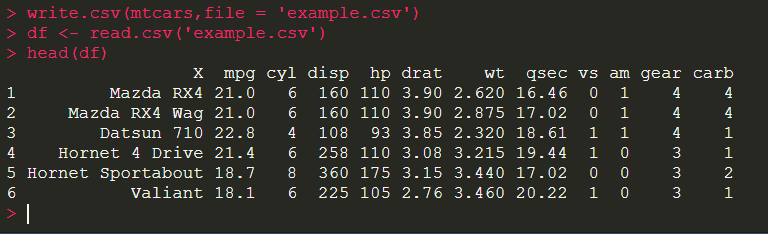 > write.csv(mtcars,file = 'example.csv')
> df <- read.csv('example.csv')
> head(df)
                  X  mpg cyl disp  hp drat    wt  qsec vs am gear carb
1         Mazda RX4 21.0   6  160 110 3.90 2.620 16.46  0  1    4    4
2     Mazda RX4 Wag 21.0   6  160 110 3.90 2.875 17.02  0  1    4    4
3        Datsun 710 22.8   4  108  93 3.85 2.320 18.61  1  1    4    1
4    Hornet 4 Drive 21.4   6  258 110 3.08 3.215 19.44  1  0    3    1
5 Hornet Sportabout 18.7   8  360 175 3.15 3.440 17.02  0  0    3    2
6           Valiant 18.1   6  225 105 2.76 3.460 20.22  1  0    3    1
>